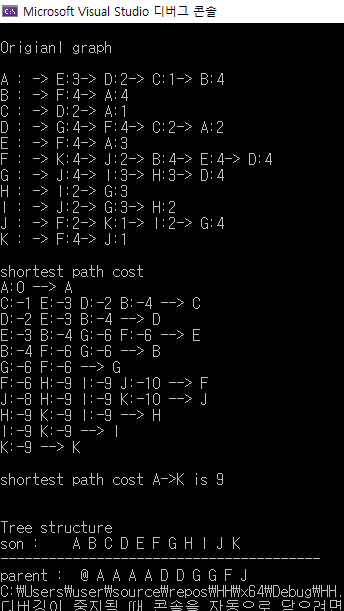 Microsoft Visual Studio 디버그 콘솔
Origianl graph
A : -> E:3-> D:2-> C:1-> B:4
B : -> F:4-> A:4
C : -> D:2-> A:1
D : -> G:4-> F:4-> C:2-> A:2
E : -> F:4-> A:3
F : -> K:4-> J:2-> B:4-> E:4-> D:4
G : -> J:4-> I:3-> H:3-> D:4
H : -> I:2-> G:3
I : -> J:2-> G:3-> H:2
J : -> F:2-> K:1-> I:2-> G:4
K : -> F:4-> J:1
shortest path cost
A:0 --> A
C:-1 E:-3 D:-2 B:-4 --> C
D:-2 E:-3 B:-4 --> D
E:-3 B:-4 G:-6 F:-6 --> E
B:-4 F:-6 G:-6 --> B
G:-6 F:-6 --> G
F:-6 H:-9 I:-9 J:-10 --> F
J:-8 H:-9 I:-9 K:-10 --> J
H:-9 K:-9 I:-9 --> H
I:-9 K:-9 --> I
K:-9 --> K
shortest path cost A->K is 9
Tree structure
son : A B C D E F G H I J K
------------------------------------
parent : @ A A A A D D G G F J
C:\Users\user\source\repos\HH\x64\Debug\HH.
디버깅이 중지될 때 콘솔을 자동으로 닫으려면